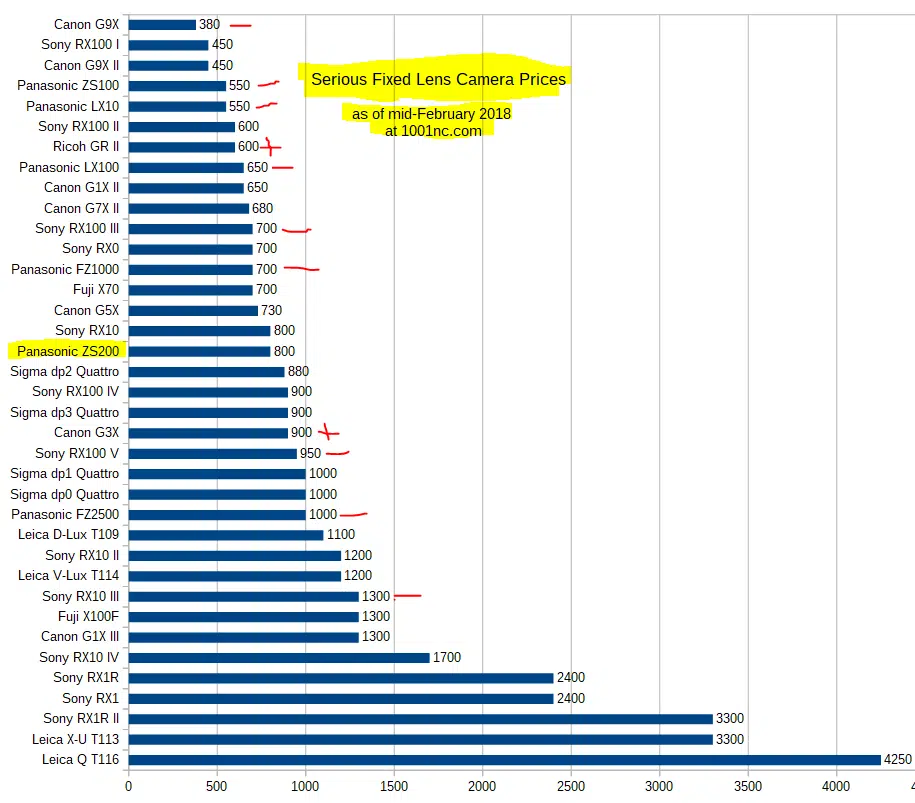 Canon G9X 380
Sony RX100 I 450
Canon G9X II 450
Panasonic ZS100 550
Serious Fixed Lens Camera Prices
Panasonic LX10 550
as of mid-February 2018
Sony RX100 II 600
at 1001nc.com
Ricoh GR II 600
Panasonic LX100 650
Canon G1X II 650
Canon G7X II 680
Sony RX100 III 700
Sony RX0 700
Panasonic FZ1000 700
Fuji X70 700
Canon G5X 730
Sony RX10 800
Panasonic ZS200 800
Sigma dp2 Quattro 880
Sony RX100 IV 900
Sigma dp3 Quattro 900
Canon G3X 900
Sony RX100 V 950
Sigma dp1 Quattro 1000
Sigma dp0 Quattro 1000
Panasonic FZ2500 1000
Leica D-Lux T109 1100
Sony RX10 II 1200
Leica V-Lux T114 1200
Sony RX10 III 1300
Fuji X100F 1300
Canon G1X III 1300
Sony RX10 IV 1700
Sony RX1R 2400
Sony RX1 2400
Sony RX1R II 3300
Leica X-U T113 3300
Leica Q T116 4250
0 500 1000 1500 2000 2500 3000 3500 4000